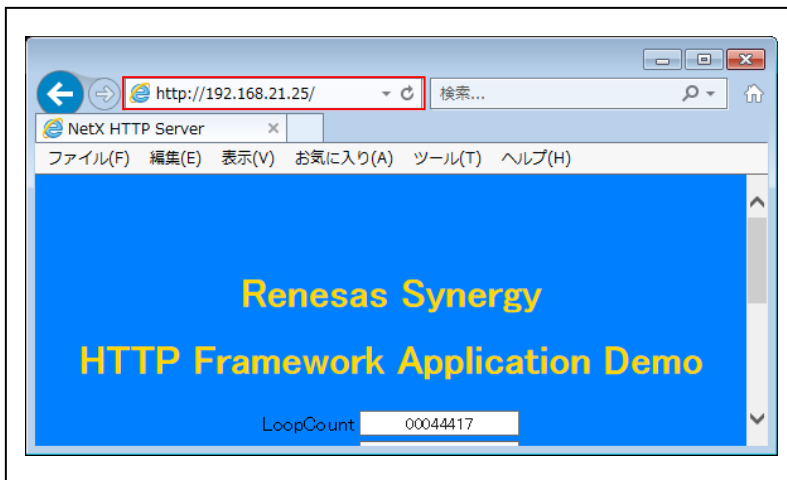 http://192.168.21.25/
検索...
NetX HTTP Server
ファイル(F) 編集(E) 表示(V) お気に入り(A) ツール(T) ヘルプ(H)
Renesas Synergy
HTTP Framework Application Demo
LoopCount 00044417